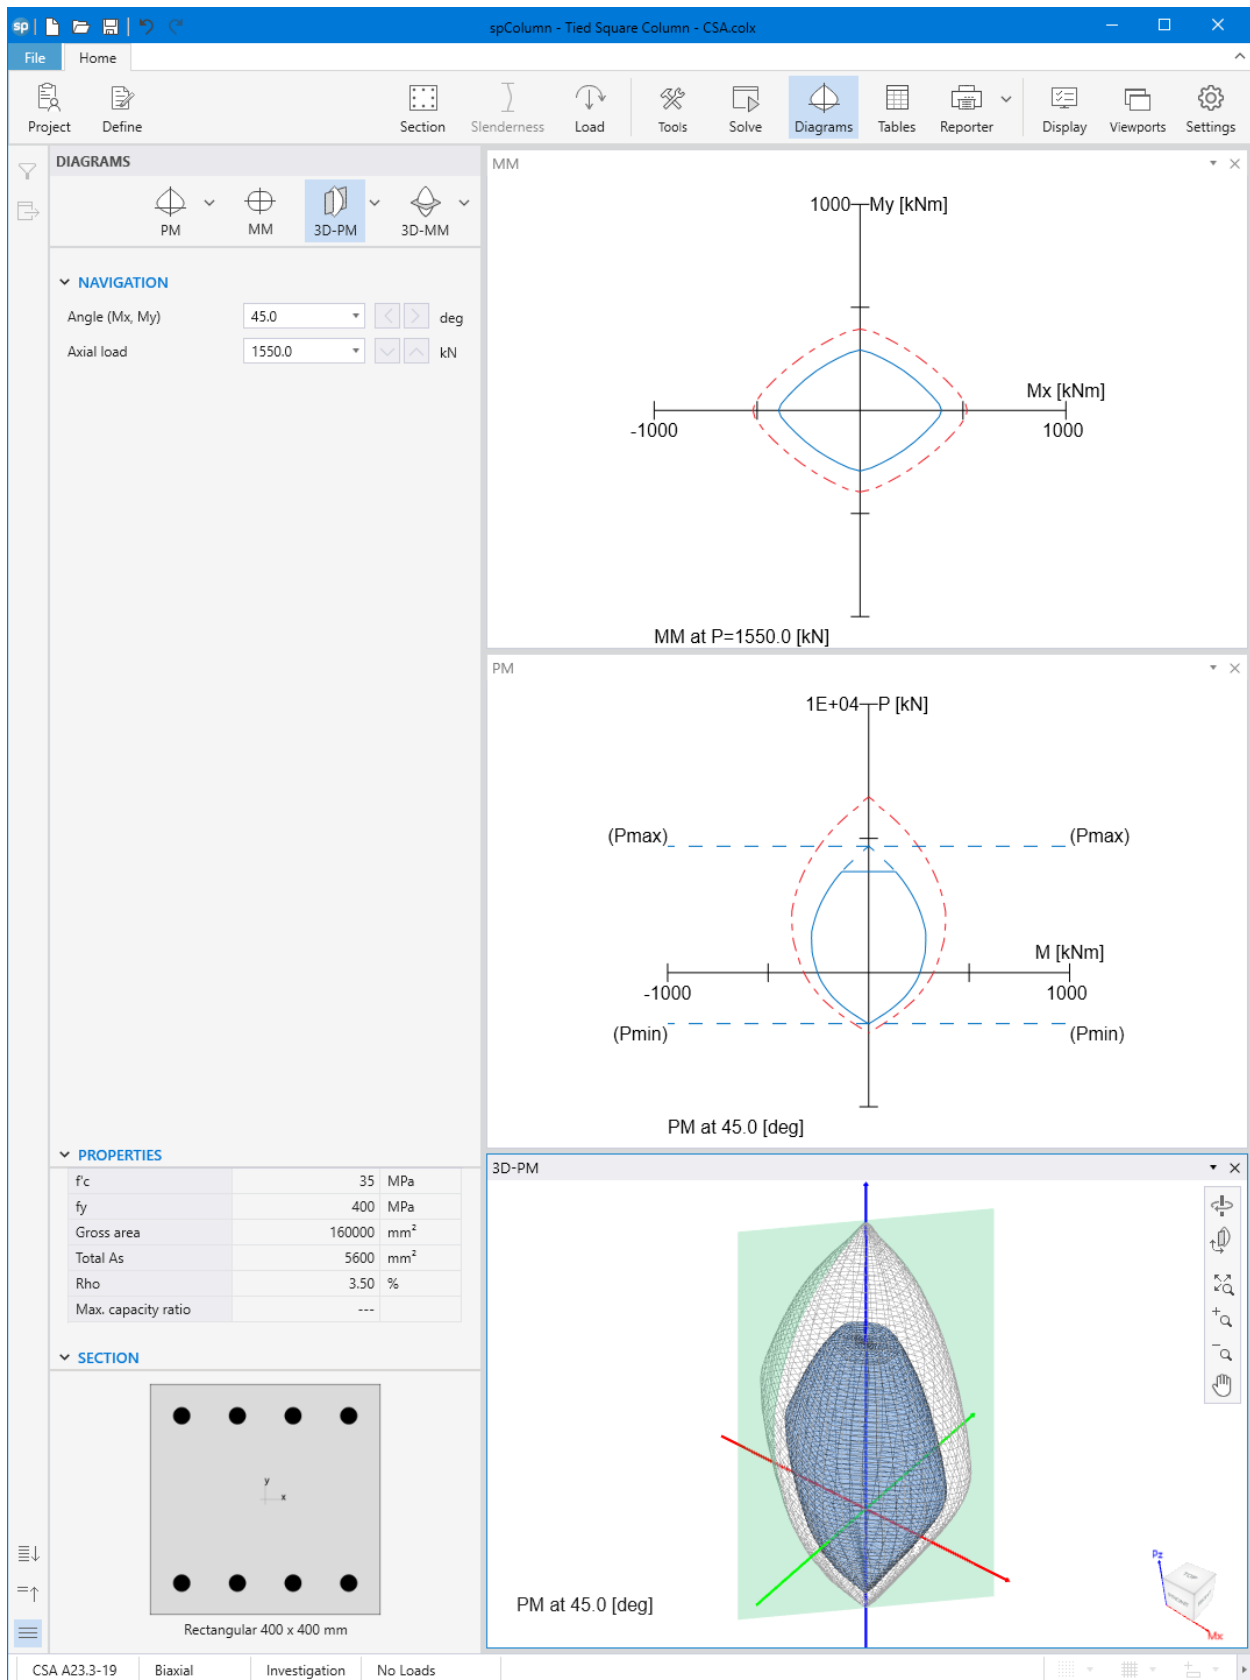 sp
spColumn - Tied Square Column - CSA.colx
File Home
Project Define Section Slenderness Load Tools Solve Diagrams Tables Reporter Display Viewports Settings
DIAGRAMS
PM MM 3D-PM 3D-MM
NAVIGATION
Angle (Mx, My) 45.0 deg
Axial load 1550.0 kN
PROPERTIES
f'c 35 MPa
fy 400 MPa
Gross area 160000 mm²
Total As 5600 mm²
Rho 3.50 %
Max. capacity ratio ---
SECTION
y
x
Rectangular 400 x 400 mm
MM
1000 My [kNm]
Mx [kNm]
-1000 1000
MM at P=1550.0 [kN]
PM
1E+04 P [kN]
(Pmax) (Pmax)
M [kNm]
-1000 1000
(Pmin) (Pmin)
PM at 45.0 [deg]
3D-PM
PM at 45.0 [deg]
Pz
TOP
Mx
CSA A23.3-19 Biaxial Investigation No Loads